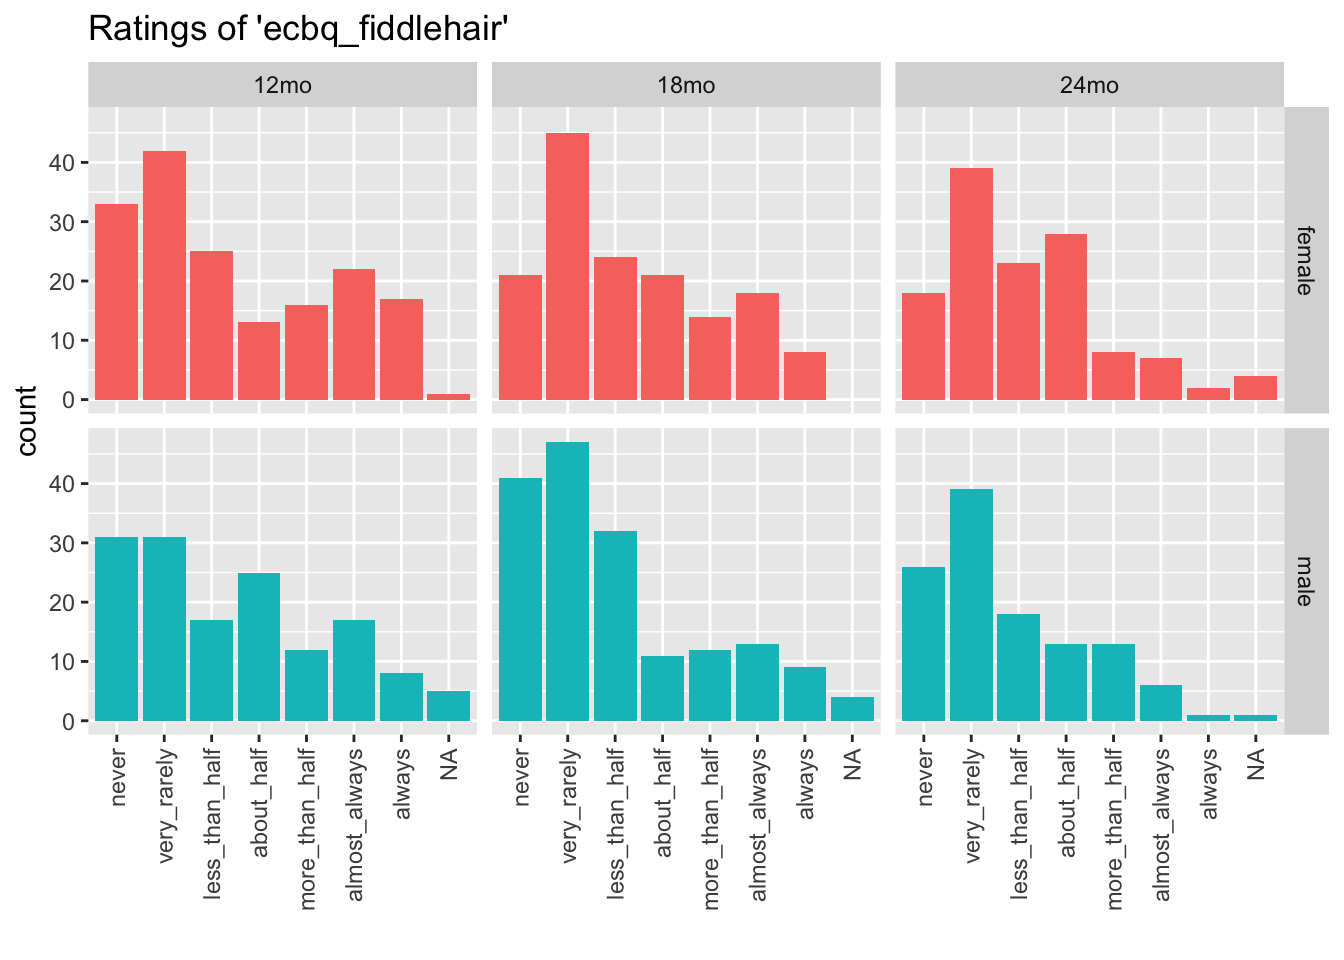 Ratings of 'ecbq_fiddlehair'
12mo
18mo
24mo
count
40
30
20
10
0
female
40
30
20
10
0
male
never
very_rarely
less_than_half
about_half
more_than_half
almost_always
always
NA
never
very_rarely
less_than_half
about_half
more_than_half
almost_always
always
NA
never
very_rarely
less_than_half
about_half
more_than_half
almost_always
always
NA